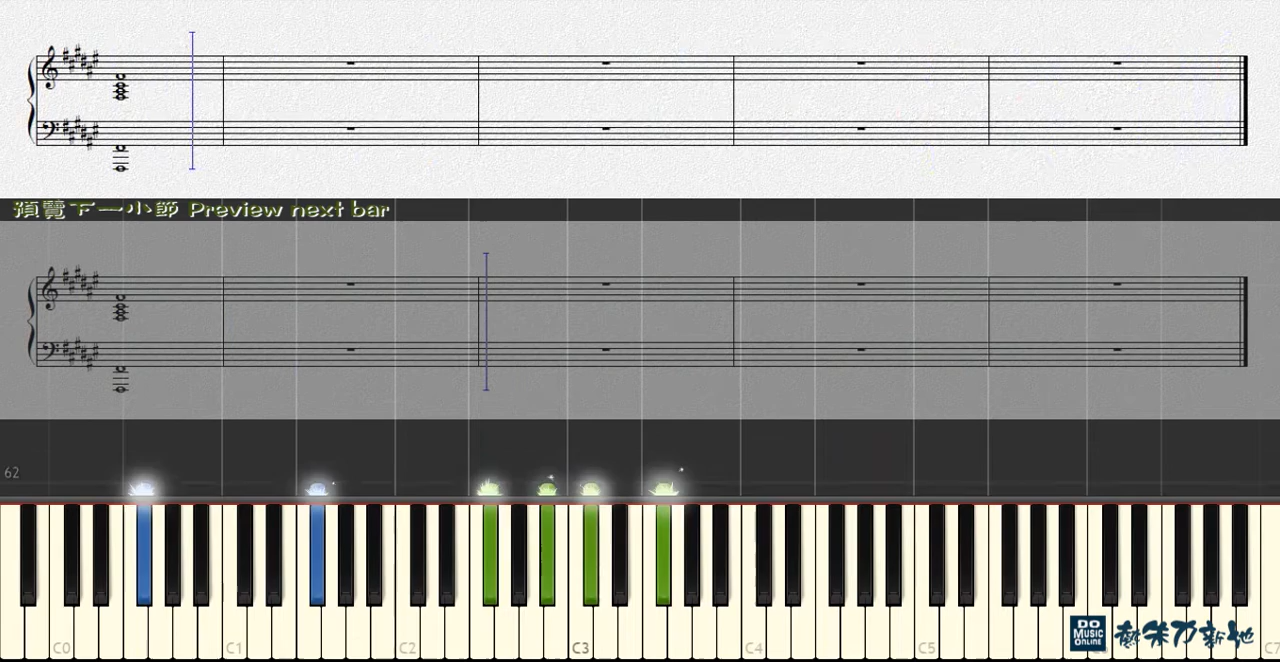 預覽下一小節 Preview next bar
62
C0 C1 C2 C3 C4 C5 C7
DO
MUSIC
ONLINE